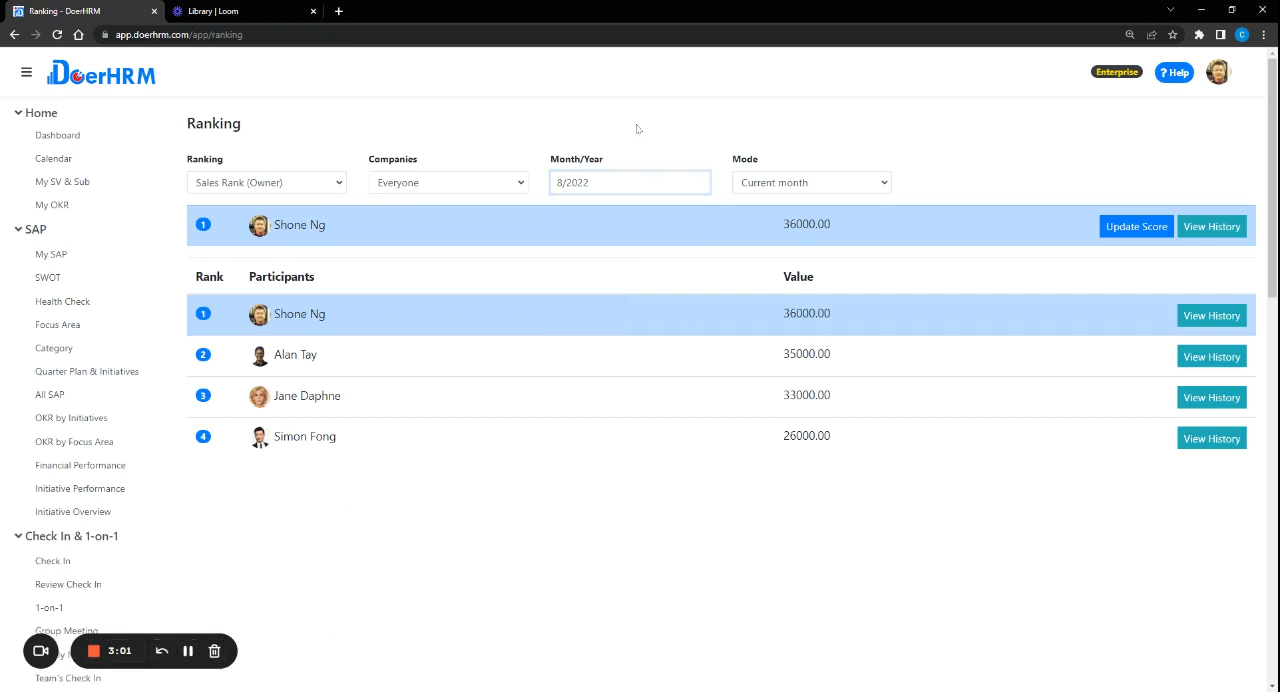 Ranking - DoerHRM
Library | Loom
app.doerhrm.com/app/ranking
C
DoerHRM
Enterprise
? Help
Home
Dashboard
Calendar
My SV & Sub
My OKR
SAP
My SAP
SWOT
Health Check
Focus Area
Category
Quarter Plan & Initiatives
All SAP
OKR by Initiatives
OKR by Focus Area
Financial Performance
Initiative Performance
Initiative Overview
Check In & 1-on-1
Check In
Review Check In
1-on-1
Group Meeting
Team's Check In
3:01
Ranking
Ranking Companies Month/Year Mode
Sales Rank (Owner) Everyone 8/2022 Current month
1 Shone Ng 36000.00 Update Score View History
Rank Participants Value
1 Shone Ng 36000.00 View History
2 Alan Tay 35000.00 View History
3 Jane Daphne 33000.00 View History
4 Simon Fong 26000.00 View History